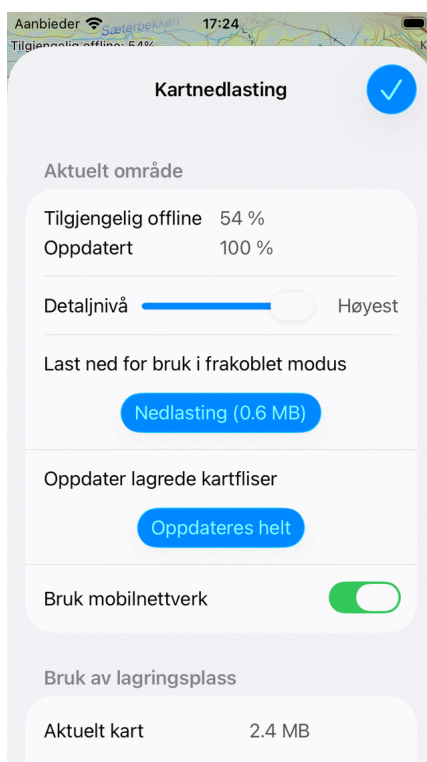 Aanbieder 17:24
Sæterbekken
Tilgjengelig offline: 54%
Kartnedlasting
Aktuelt område
Tilgjengelig offline 54 %
Oppdatert 100 %
Detaljnivå Høyest
Last ned for bruk i frakoblet modus
Nedlasting (0.6 MB)
Oppdater lagrede kartfliser
Oppdateres helt
Bruk mobilnettverk
Bruk av lagringsplass
Aktuelt kart 2.4 MB